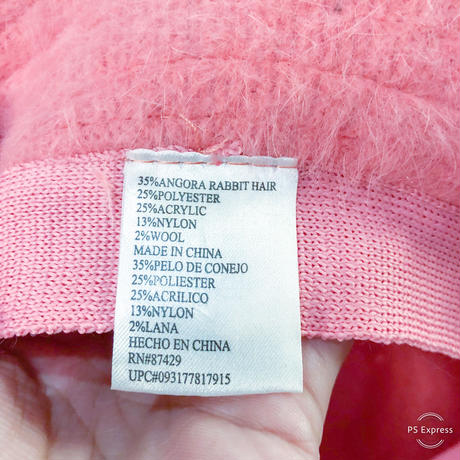 35%ANGORA RABBIT HAIR
25%POLYESTER
25%ACRYLIC
13%NYLON
2%WOOL
MADE IN CHINA
35%PELO DE CONEJO
25%POLIESTER
25%ACRILICO
13%NYLON
2%LANA
HECHO EN CHINA
RN#87429
UPC#093177817915
PS Express